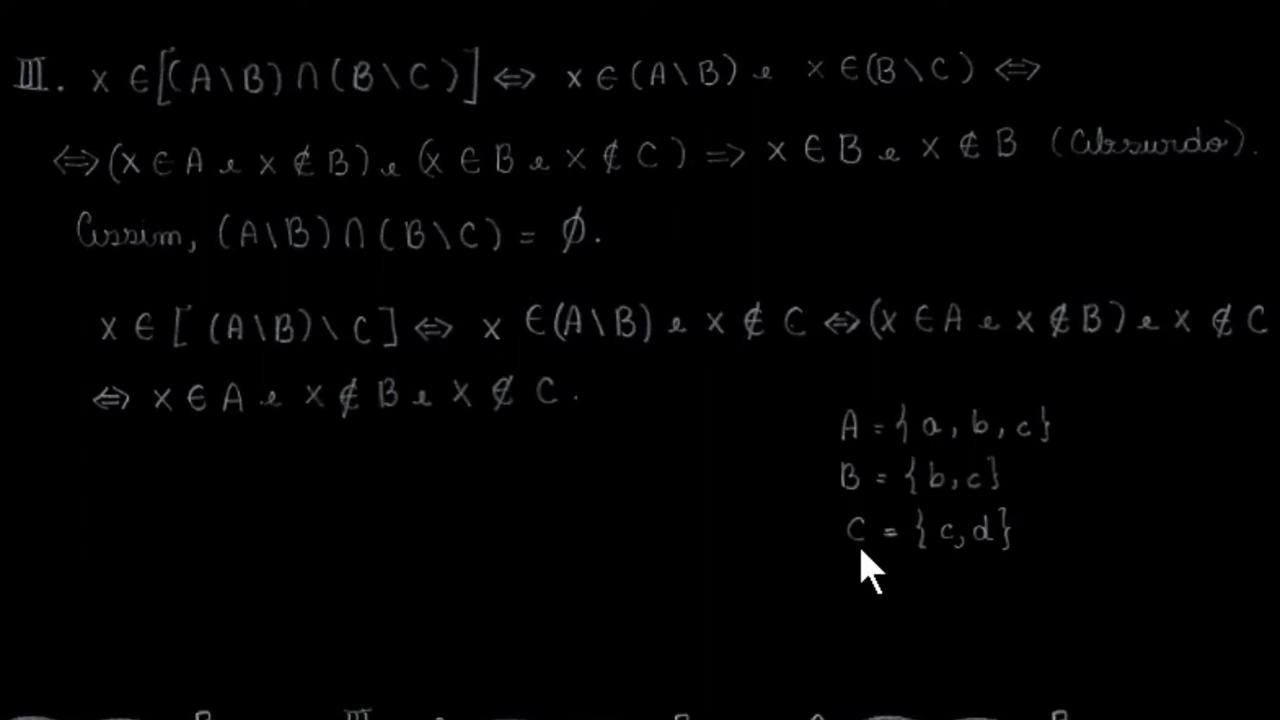 III. x ∈ [(A \ B) ∩ (B \ C)] ⇔ x ∈ (A \ B) e x ∈ (B \ C) ⇔
⇔ (x ∈ A e x ∉ B) e (x ∈ B e x ∉ C) ⇒ x ∈ B e x ∉ B (Absurdo).
Assim, (A \ B) ∩ (B \ C) = ∅.
x ∈ [(A \ B) \ C] ⇔ x ∈ (A \ B) e x ∉ C ⇔ (x ∈ A e x ∉ B) e x ∉ C
⇔ x ∈ A e x ∉ B e x ∉ C.
A = {a, b, c}
B = {b, c}
C = {c, d}